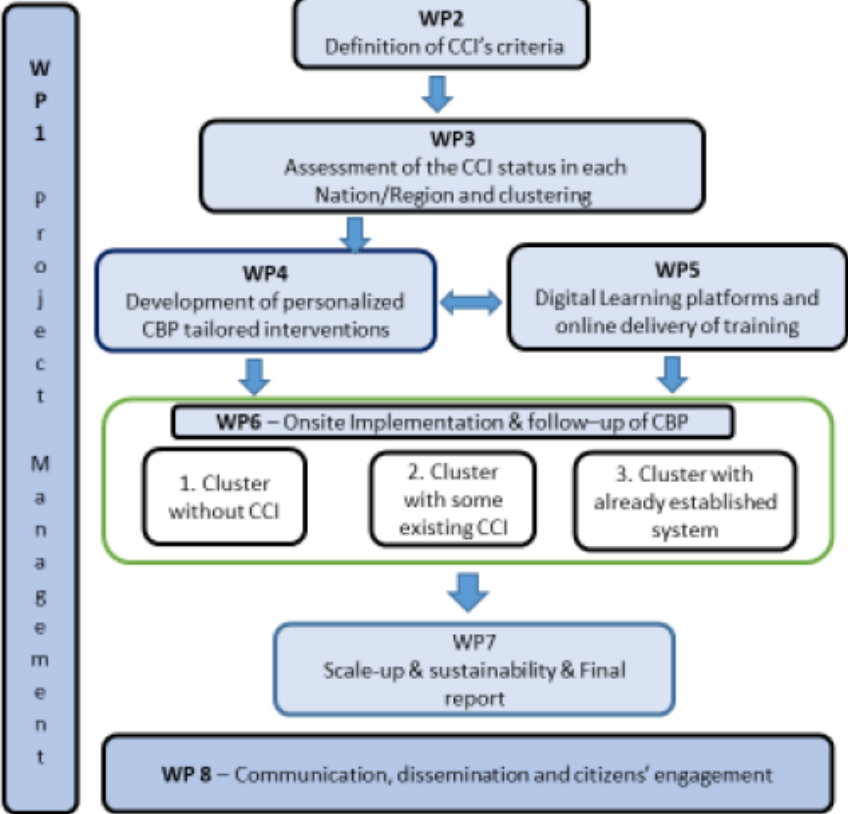 WP1 Project Management
WP2
Definition of CCI's criteria
WP3
Assessment of the CCI status in each
Nation/Region and clustering
WP4
Development of personalized
CBP tailored interventions
WP5
Digital Learning platforms and
online delivery of training
WP6 – Onsite Implementation & follow–up of CBP
1. Cluster
without CCI
2. Cluster
with some
existing CCI
3. Cluster with
already established
system
WP7
Scale-up & sustainability & Final
report
WP 8 – Communication, dissemination and citizens' engagement